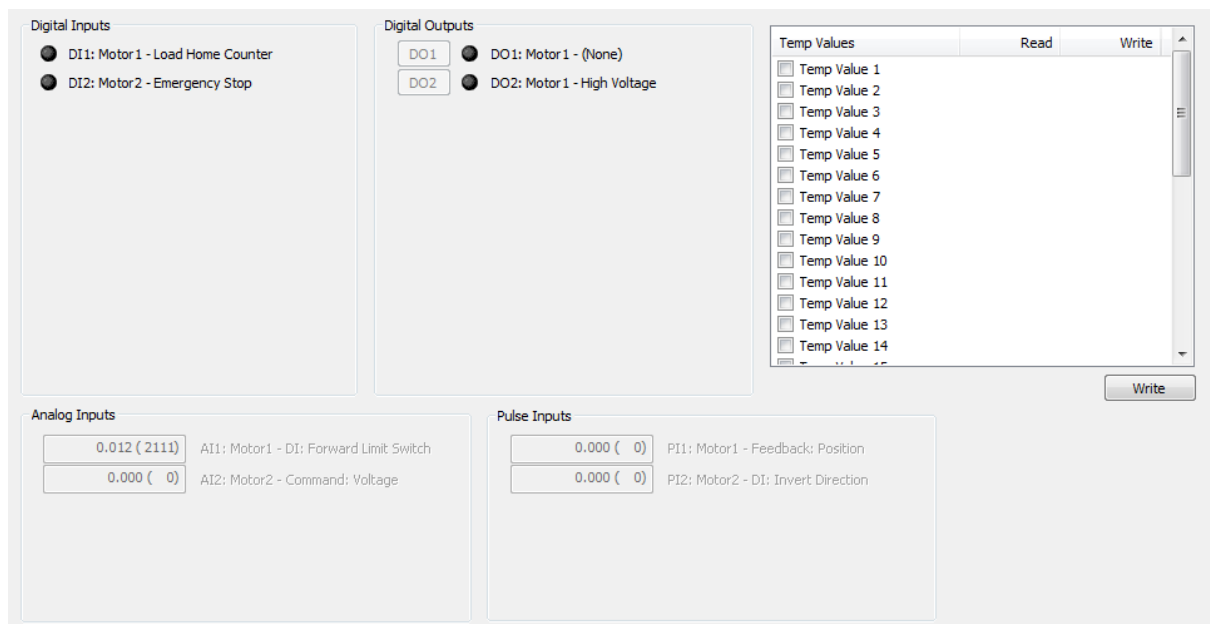 Digital Inputs
DI1: Motor1 - Load Home Counter
DI2: Motor2 - Emergency Stop
Digital Outputs
DO1 DO1: Motor1 - (None)
DO2 DO2: Motor1 - High Voltage
Temp Values Read Write
Temp Value 1
Temp Value 2
Temp Value 3
Temp Value 4
Temp Value 5
Temp Value 6
Temp Value 7
Temp Value 8
Temp Value 9
Temp Value 10
Temp Value 11
Temp Value 12
Temp Value 13
Temp Value 14
Write
Analog Inputs
0.012 ( 2111) AI1: Motor1 - DI: Forward Limit Switch
0.000 ( 0) AI2: Motor2 - Command: Voltage
Pulse Inputs
0.000 ( 0) PI1: Motor1 - Feedback: Position
0.000 ( 0) PI2: Motor2 - DI: Invert Direction